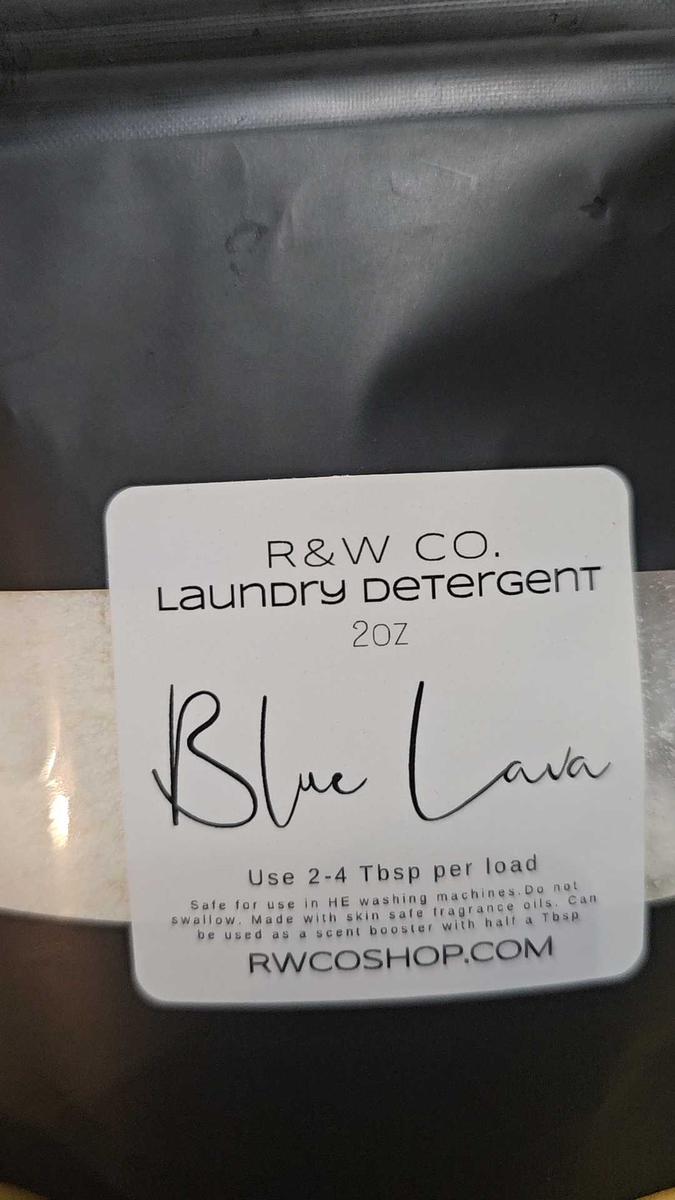 R&W CO.
Laundry Detergent
2oz
Blue Lava
Use 2-4 Tbsp per load
Safe for use in HE washing machines.Do not
swallow. Made with skin safe fragrance oils. Can
be used as a scent booster with half a Tbsp
RWCOSHOP.COM